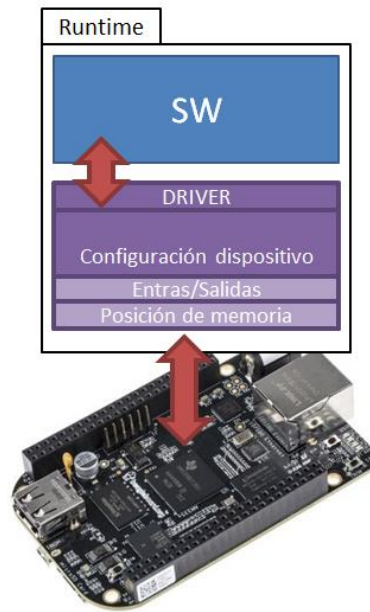 Runtime
SW
DRIVER
Configuración dispositivo
Entras/Salidas
Posición de memoria